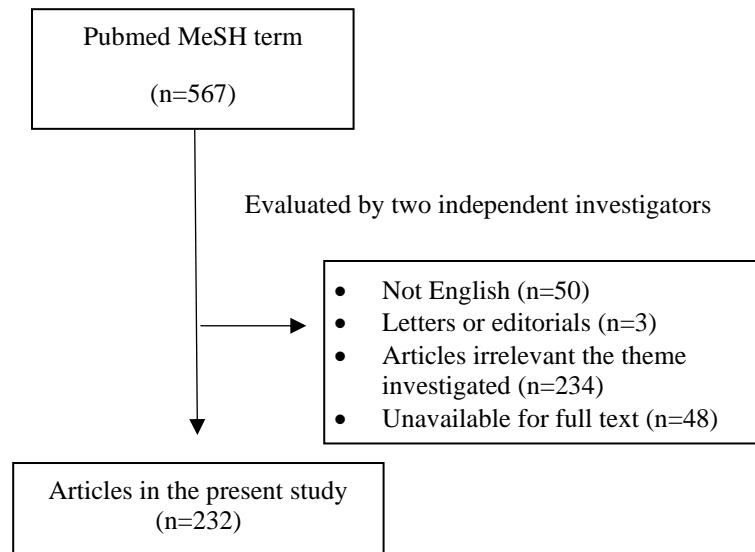 Pubmed MeSH term
(n=567)
Evaluated by two independent investigators
• Not English (n=50)
• Letters or editorials (n=3)
• Articles irrelevant the theme
investigated (n=234)
• Unavailable for full text (n=48)
Articles in the present study
(n=232)